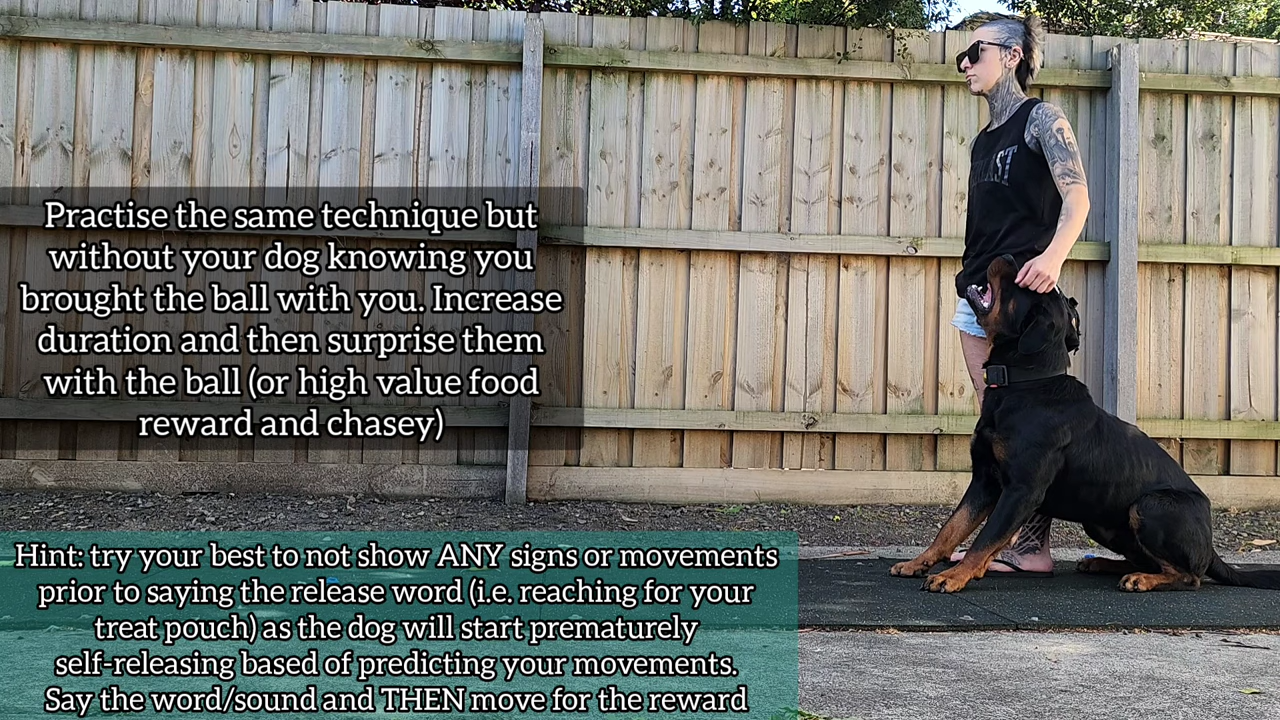 Practise the same technique but
without your dog knowing you
brought the ball with you. Increase
duration and then surprise them
with the ball (or high value food
reward and chasey)
Hint: try your best to not show ANY signs or movements
prior to saying the release word (i.e. reaching for your
treat pouch) as the dog will start prematurely
self-releasing based of predicting your movements.
Say the word/sound and THEN move for the reward